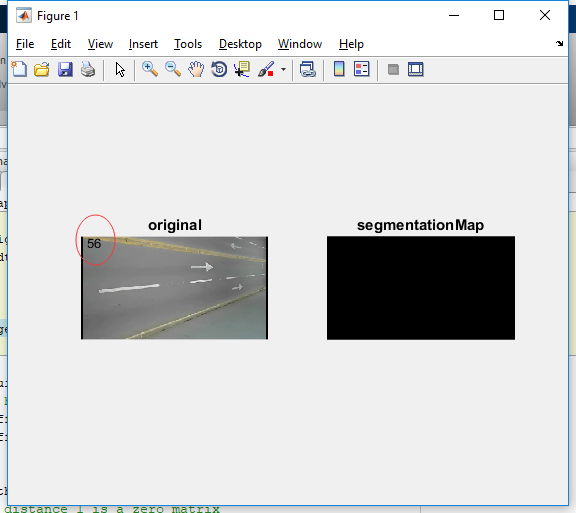 Figure 1
File Edit View Insert Tools Desktop Window Help
original segmentationMap
56
distance 1 is a zero matrix